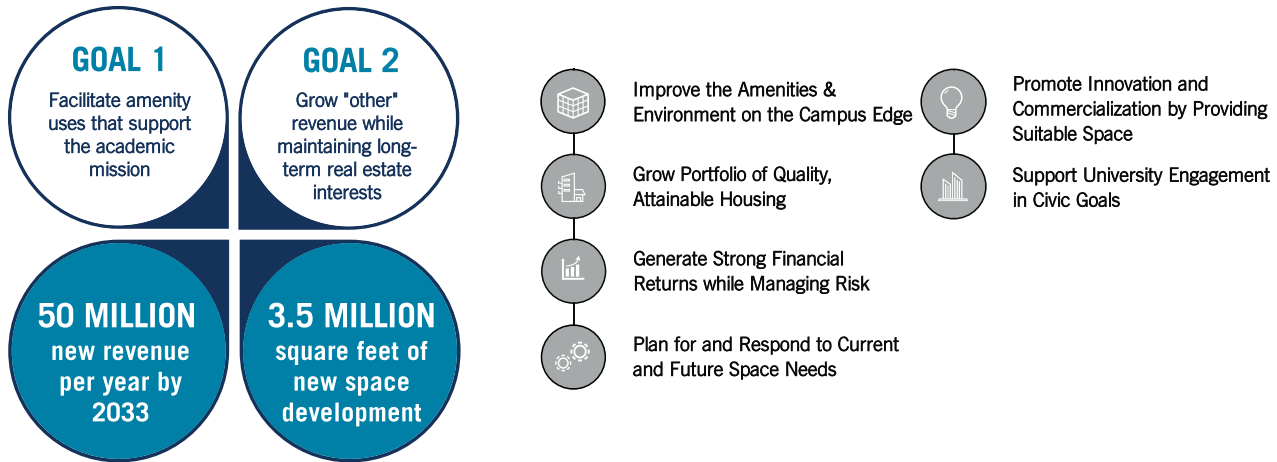 GOAL 1
Facilitate amenity
uses that support
the academic
mission
GOAL 2
Grow "other"
revenue while
maintaining long-
term real estate
interests
50 MILLION
new revenue
per year by
2033
3.5 MILLION
square feet of
new space
development
Improve the Amenities &
Environment on the Campus Edge
Grow Portfolio of Quality,
Attainable Housing
Generate Strong Financial
Returns while Managing Risk
Plan for and Respond to Current
and Future Space Needs
Promote Innovation and
Commercialization by Providing
Suitable Space
Support University Engagement
in Civic Goals